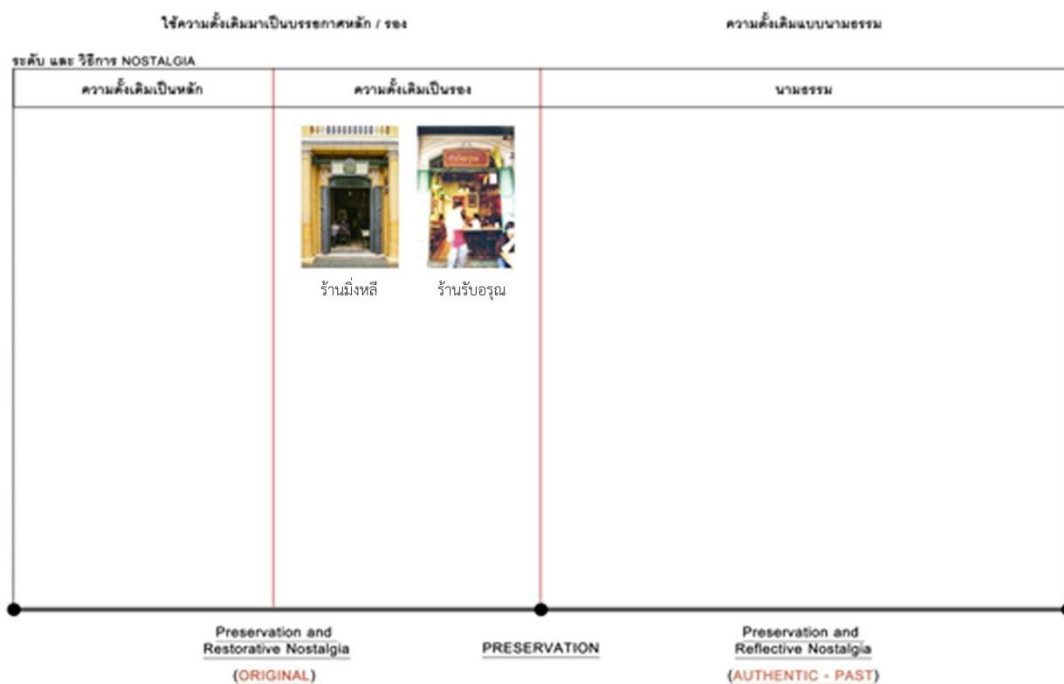 ใช้ความดั้งเดิมมาเป็นบรรยากาศหลัก / รอง
ความดั้งเดิมแบบนามธรรม
ระดับ และ วิธีการ NOSTALGIA
ความดั้งเดิมเป็นหลัก
ความดั้งเดิมเป็นรอง
นามธรรม
ร้านมิ่งหลี
ร้านรับอรุณ
Preservation and
Restorative Nostalgia
(ORIGINAL)
PRESERVATION
Preservation and
Reflective Nostalgia
(AUTHENTIC - PAST)